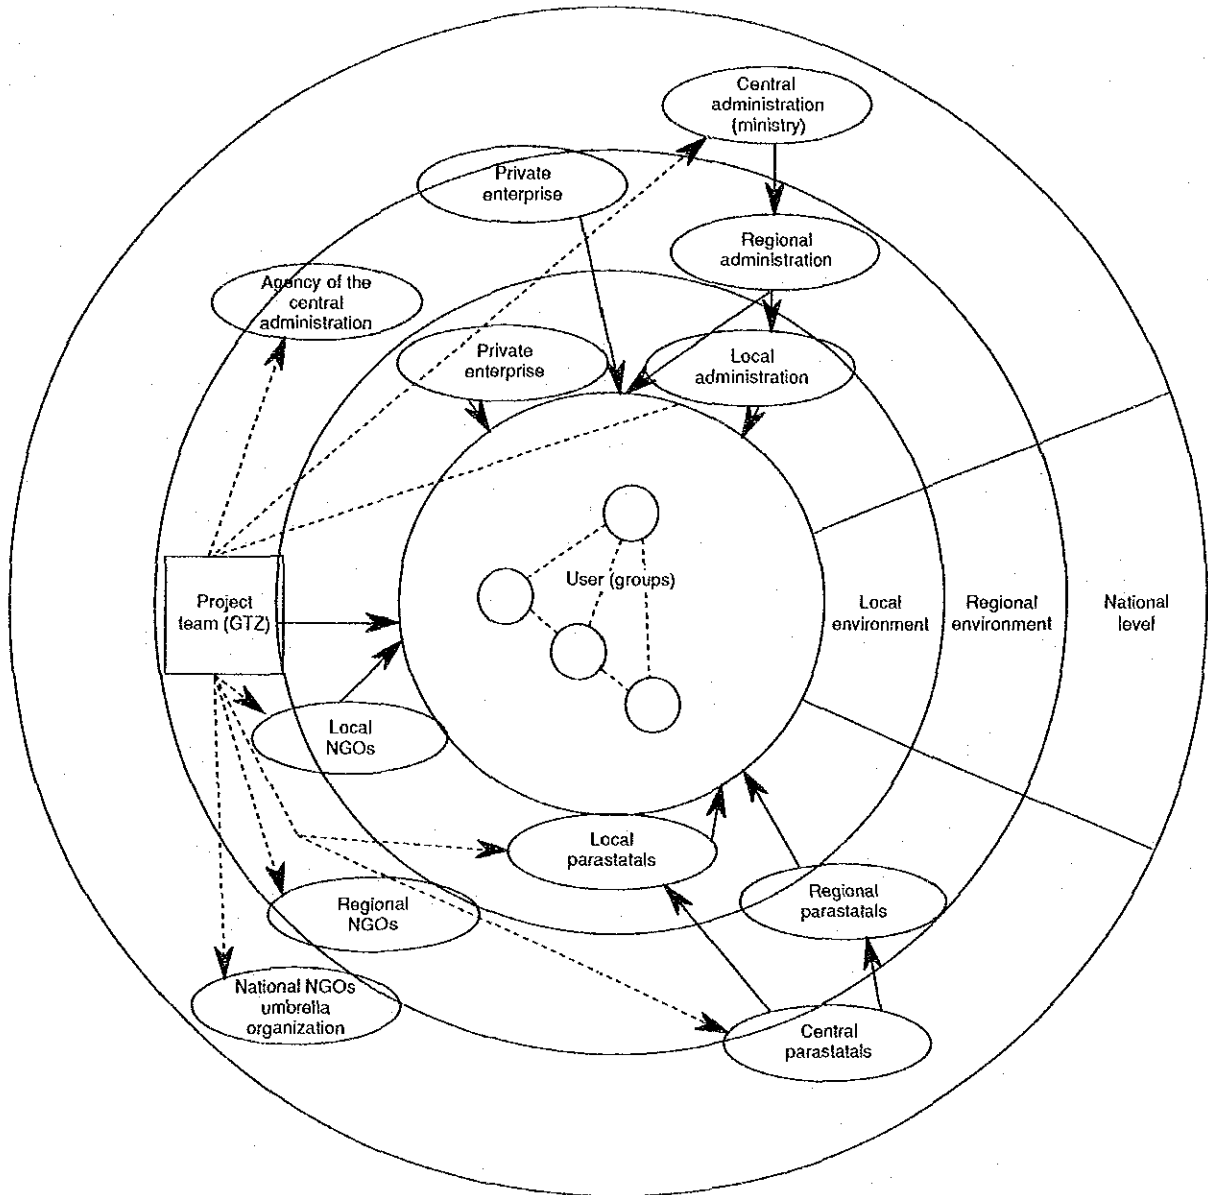 Central
administration
(ministry)
Private
enterprise
Regional
administration
Agency of the
central
administration
Private
enterprise
Local
administration
User (groups)
Project
team (GTZ)
Local
environment
Regional
environment
National
level
Local
NGOs
Local
parastatals
Regional
NGOs
Regional
parastatals
National NGOs
umbrella
organization
Central
parastatals